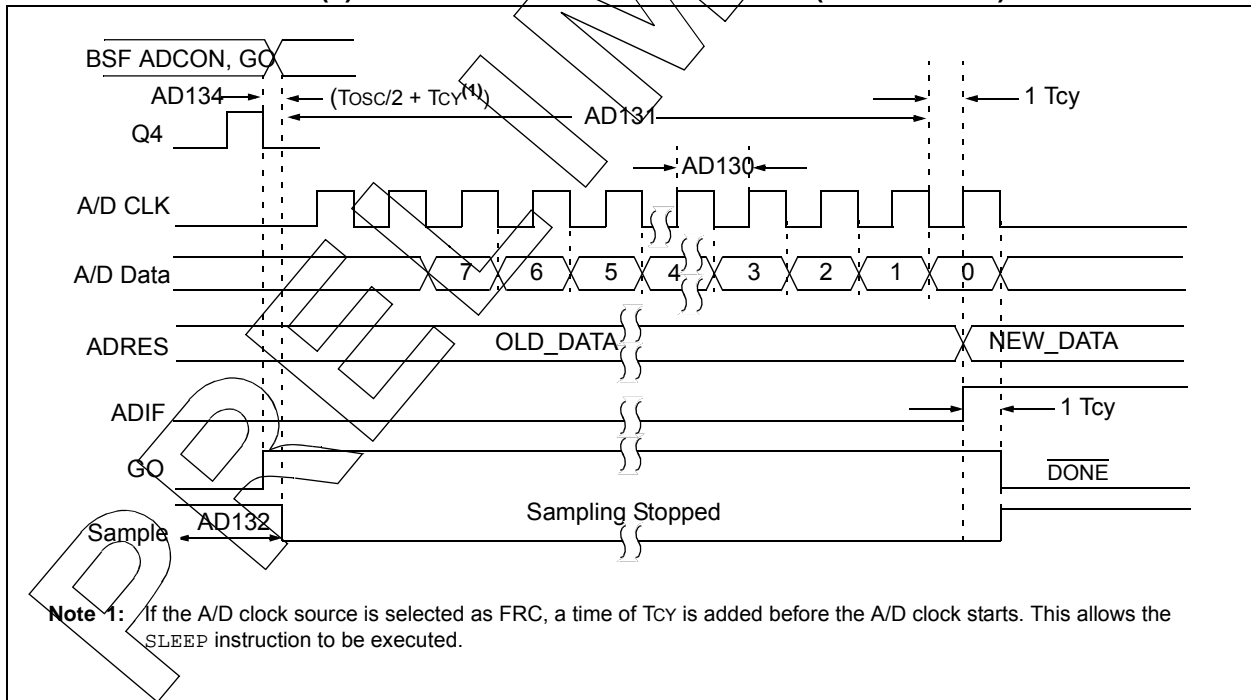 BSF ADCON, GO
AD134
(TOSC/2 + TCY(1))
AD131
1 Tcy
Q4
AD130
A/D CLK
A/D Data
7 6 5 4 3 2 1 0
ADRES
OLD_DATA
NEW_DATA
ADIF
1 Tcy
GO
DONE
Sample
AD132
Sampling Stopped
Note 1: If the A/D clock source is selected as FRC, a time of TCY is added before the A/D clock starts. This allows the
SLEEP instruction to be executed.